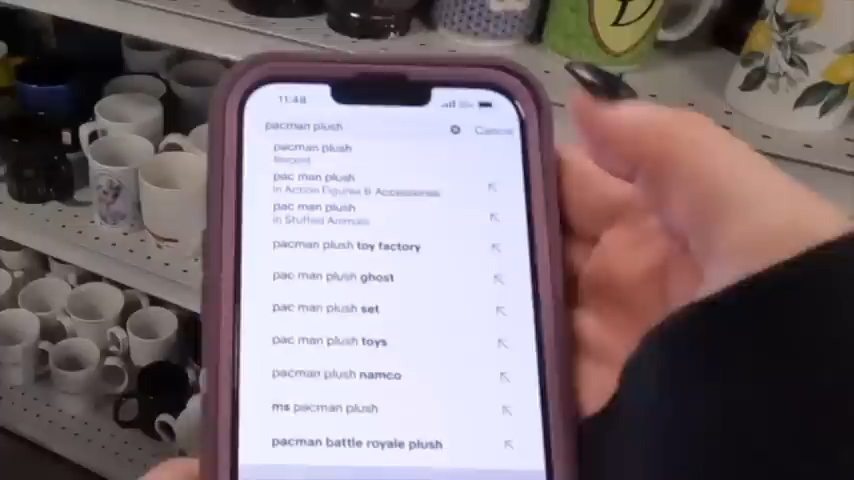 11:48
pacman plush
Cancel
pacman plush
Recent
pac man plush
in Action Figures & Accessories
pac man plush
in Stuffed Animals
pacman plush toy factory
pac man plush ghost
pac man plush set
pac man plush toys
pacman plush namco
ms pacman plush
pacman battle royale plush